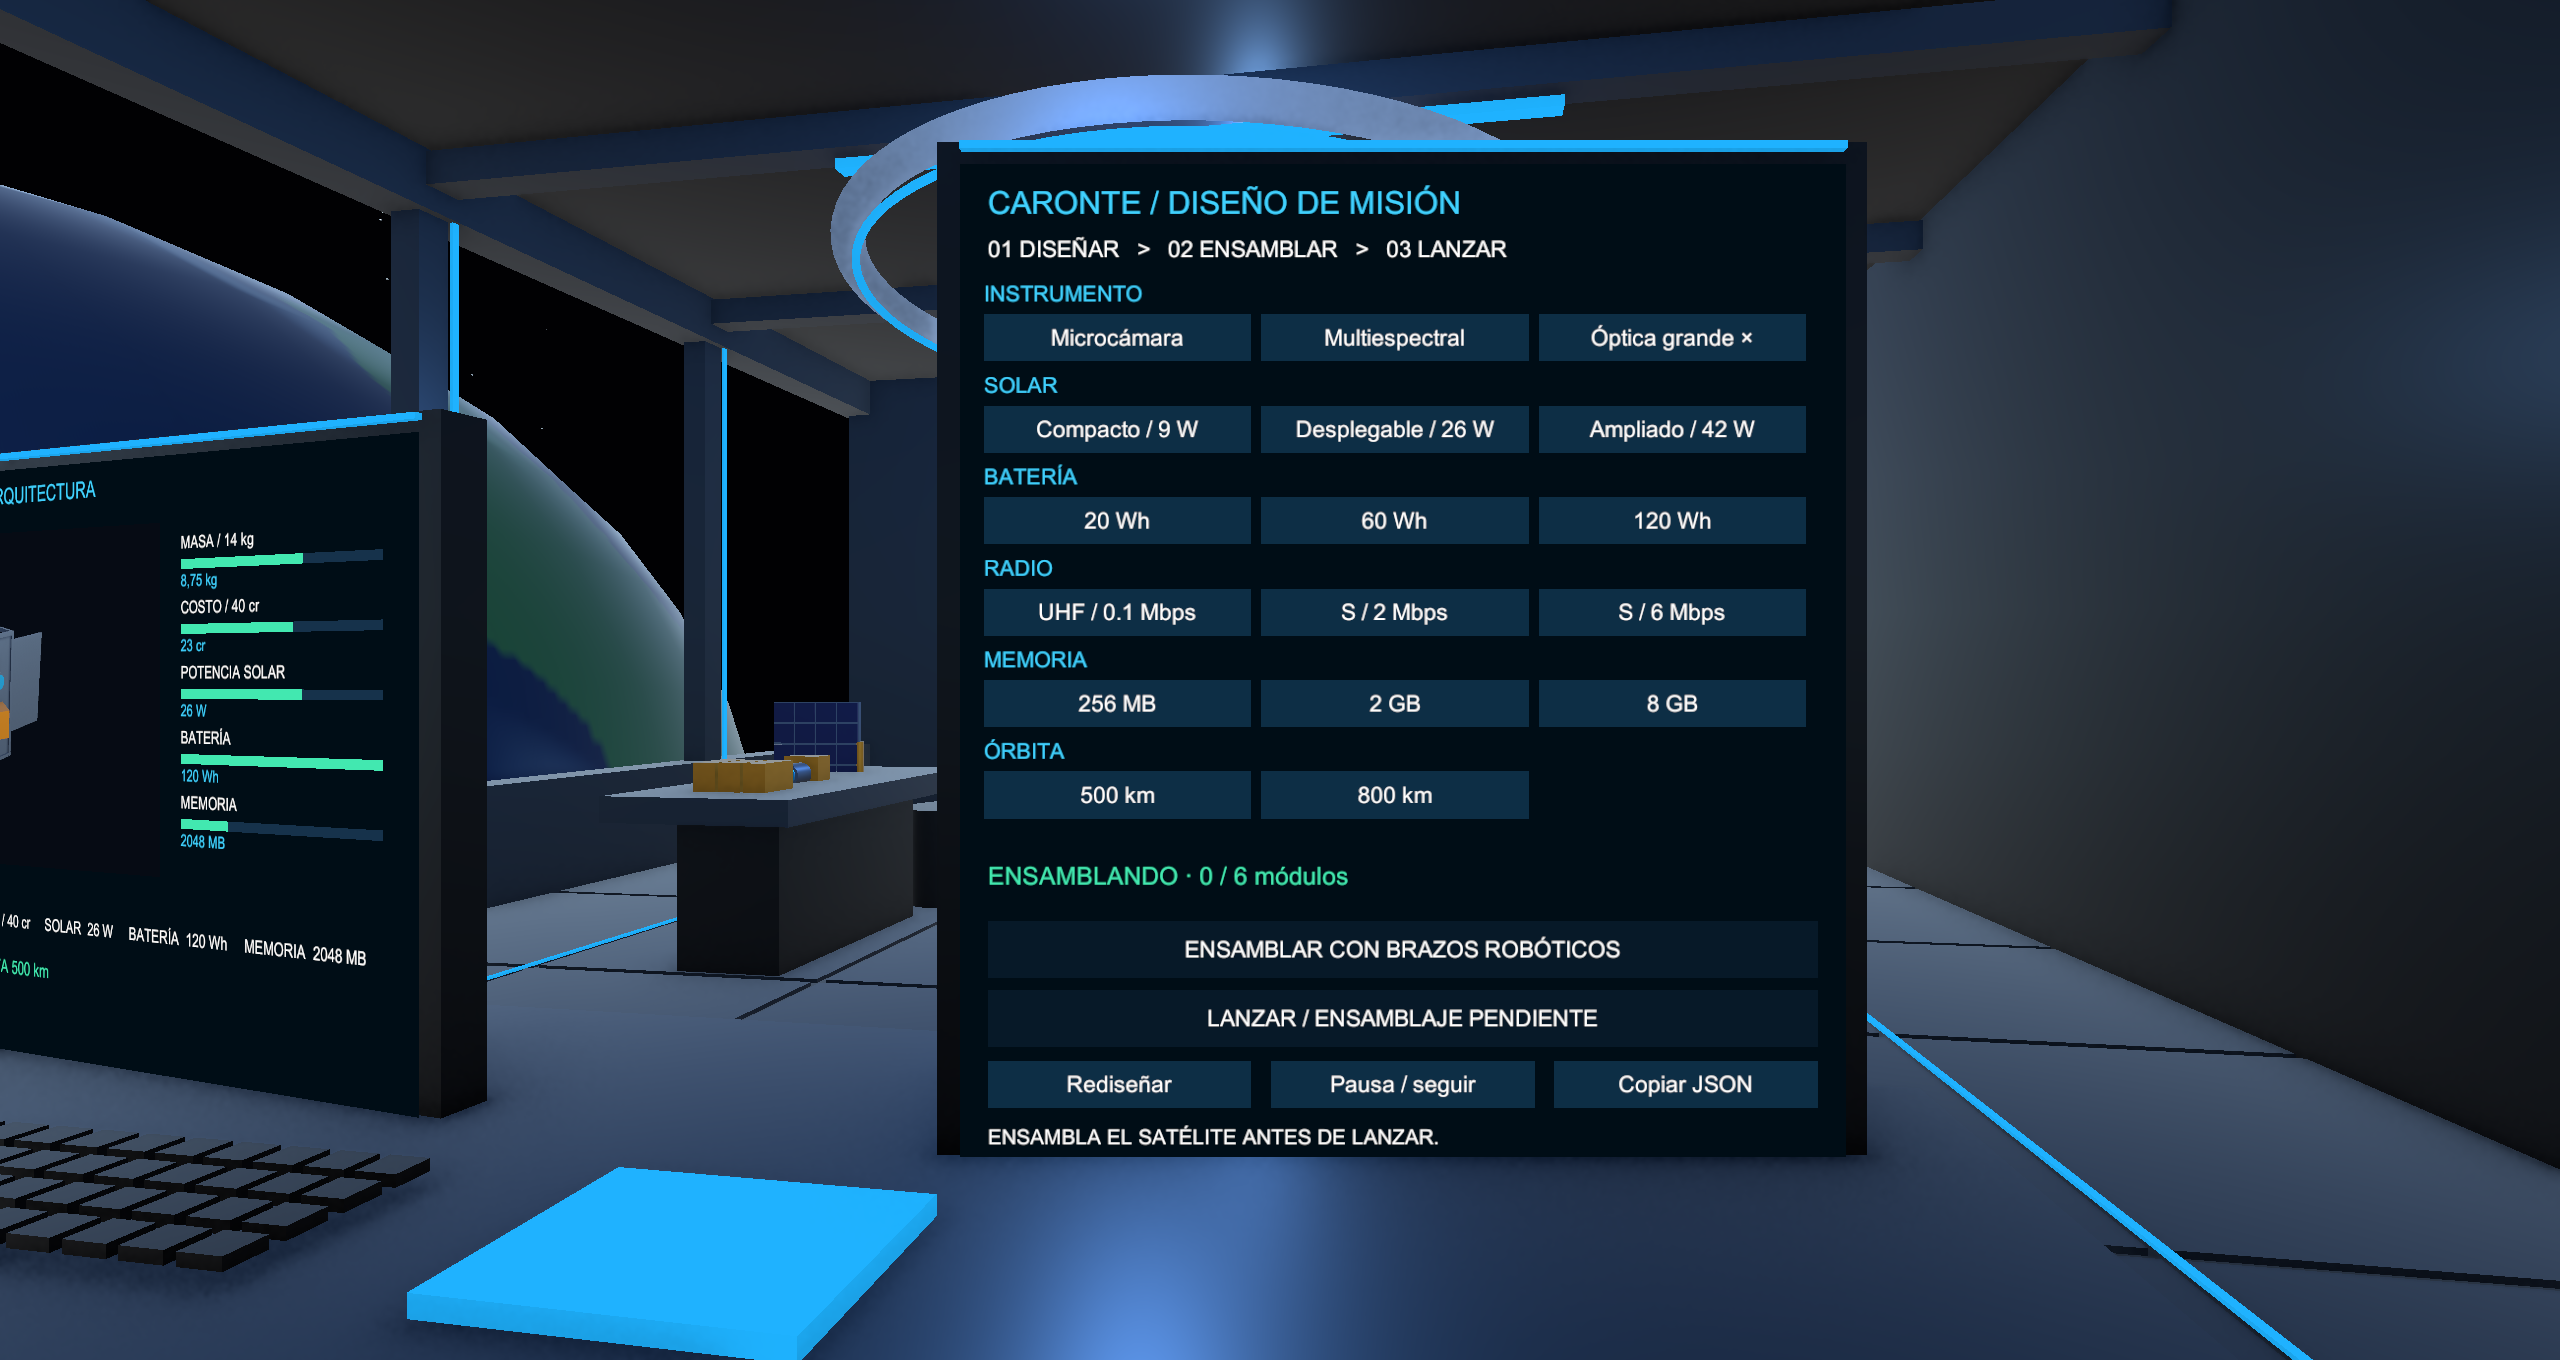 CARONTE / DISEÑO DE MISIÓN
01 DISEÑAR > 02 ENSAMBLAR > 03 LANZAR
INSTRUMENTO
Microcámara Multiespectral Óptica grande ×
SOLAR
Compacto / 9 W Desplegable / 26 W Ampliado / 42 W
BATERÍA
20 Wh 60 Wh 120 Wh
RADIO
UHF / 0.1 Mbps S / 2 Mbps S / 6 Mbps
MEMORIA
256 MB 2 GB 8 GB
ÓRBITA
500 km 800 km
ENSAMBLANDO · 0 / 6 módulos
ENSAMBLAR CON BRAZOS ROBÓTICOS
LANZAR / ENSAMBLAJE PENDIENTE
Rediseñar Pausa / seguir Copiar JSON
ENSAMBLA EL SATÉLITE ANTES DE LANZAR.
RQUITECTURA
MASA / 14 kg
8,75 kg
COSTO / 40 cr
23 cr
POTENCIA SOLAR
26 W
BATERÍA
120 Wh
MEMORIA
2048 MB
/ 40 cr SOLAR 26 W BATERÍA 120 Wh MEMORIA 2048 MB
A 500 km